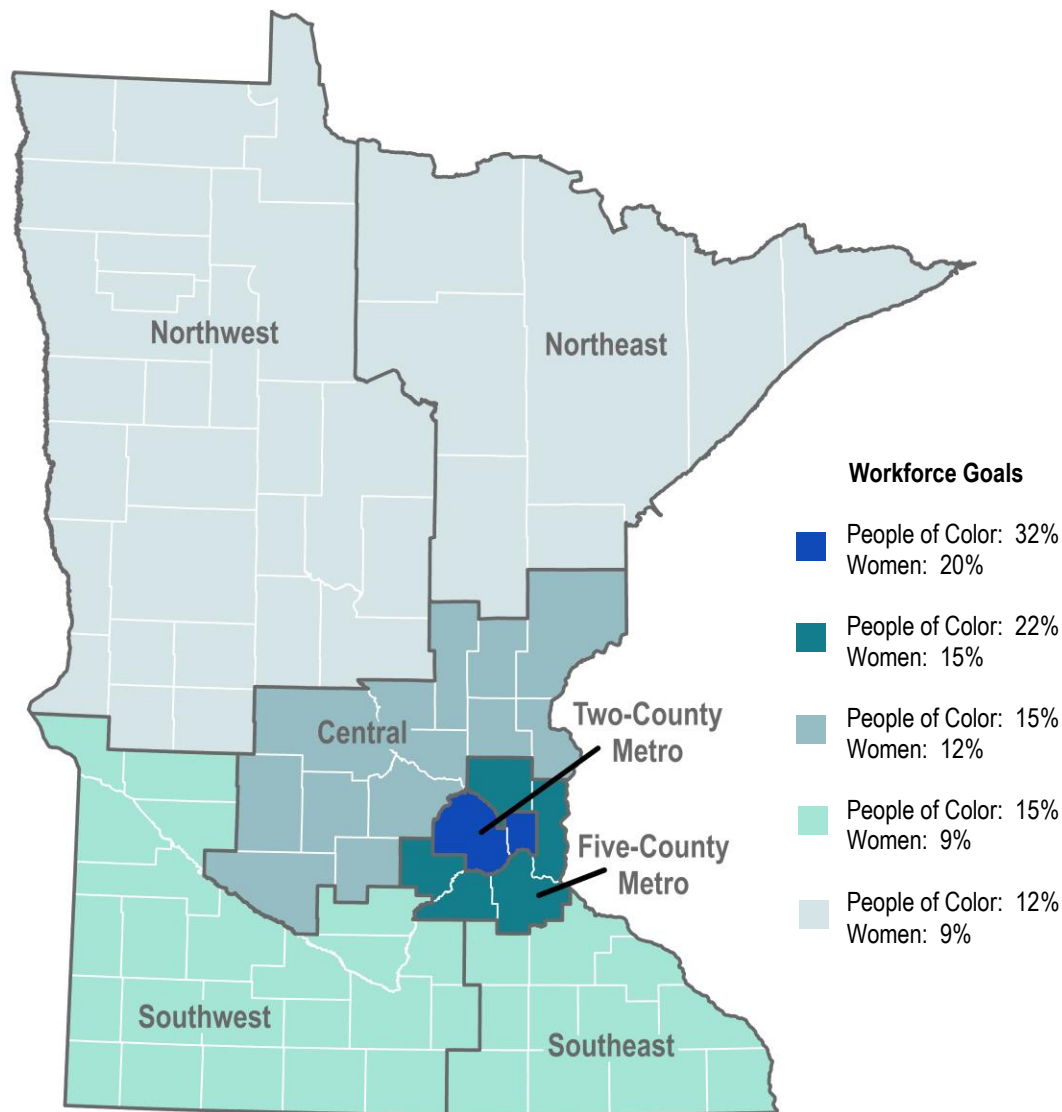 Northwest
Northeast
Workforce Goals
People of Color: 32%
Women: 20%
People of Color: 22%
Women: 15%
Central
Two-County
Metro
People of Color: 15%
Women: 12%
People of Color: 15%
Women: 9%
Five-County
Metro
People of Color: 12%
Women: 9%
Southwest
Southeast